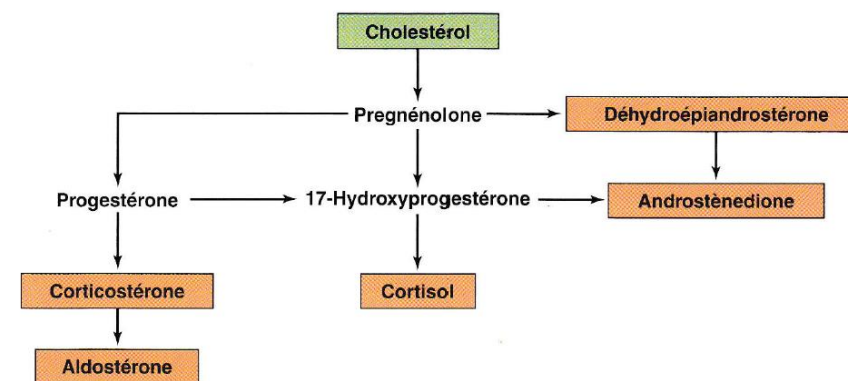 Cholestérol
Pregnénolone
Déhydroépiandrostérone
Progestérone
17-Hydroxyprogestérone
Androstènedione
Corticostérone
Cortisol
Aldostérone